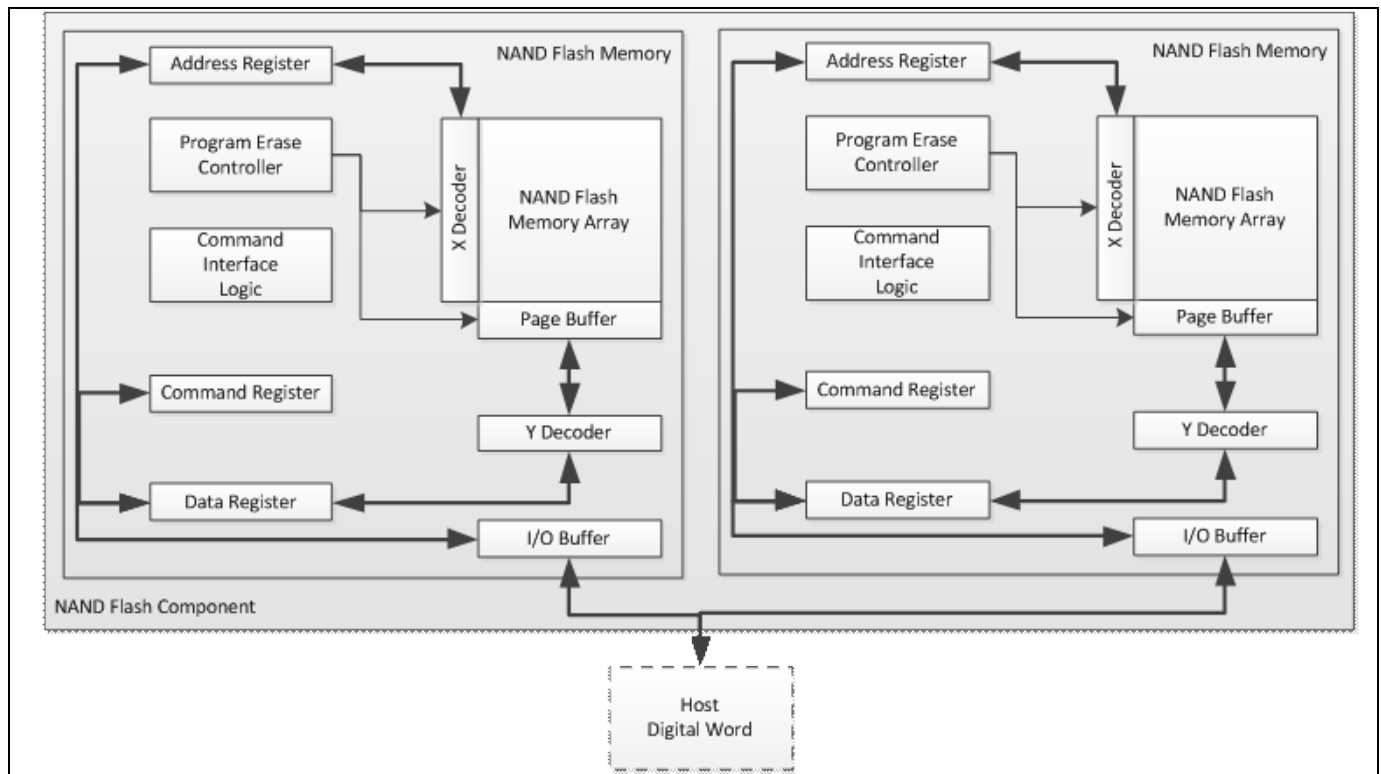 NAND Flash Memory
Address Register
Program Erase
Controller
X Decoder
NAND Flash
Memory Array
Command
Interface
Logic
Page Buffer
Command Register
Y Decoder
Data Register
I/O Buffer
NAND Flash Memory
Address Register
Program Erase
Controller
X Decoder
NAND Flash
Memory Array
Command
Interface
Logic
Page Buffer
Command Register
Y Decoder
Data Register
I/O Buffer
NAND Flash Component
Host
Digital Word